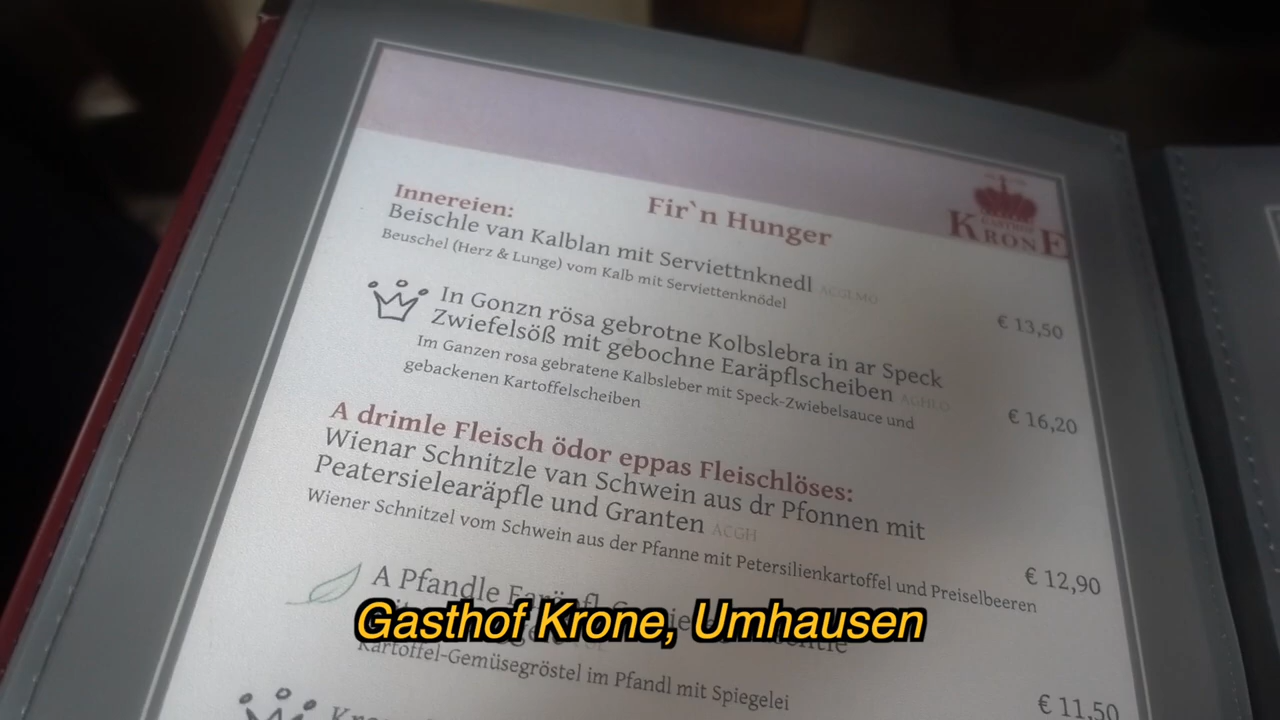 Fir`n Hunger
GASTHOF
KRONE
Innereien:
Beischle van Kalblan mit Serviettnknedl ACGLMO
Beuschel (Herz & Lunge) vom Kalb mit Serviettenknödel
€ 13,50
In Gonzn rösa gebrotne Kolbslebra in ar Speck
Zwiefelsöß mit gebochne Earäpflscheiben
Im Ganzen rosa gebratene Kalbsleber mit Speck-Zwiebelsauce und
gebackenen Kartoffelscheiben
€ 16,20
A drimle Fleisch ödor eppas Fleischlöses:
Wienar Schnitzle van Schwein aus dr Pfonnen mit
Peatersielearäpfle und Granten ACGH
Wiener Schnitzel vom Schwein aus der Pfanne mit Petersilienkartoffel und Preiselbeeren
€ 12,90
A Pfandle
Kartoffel-Gemüsegröstel im Pfandl mit Spiegelei
€ 11,50
Gasthof Krone, Umhausen